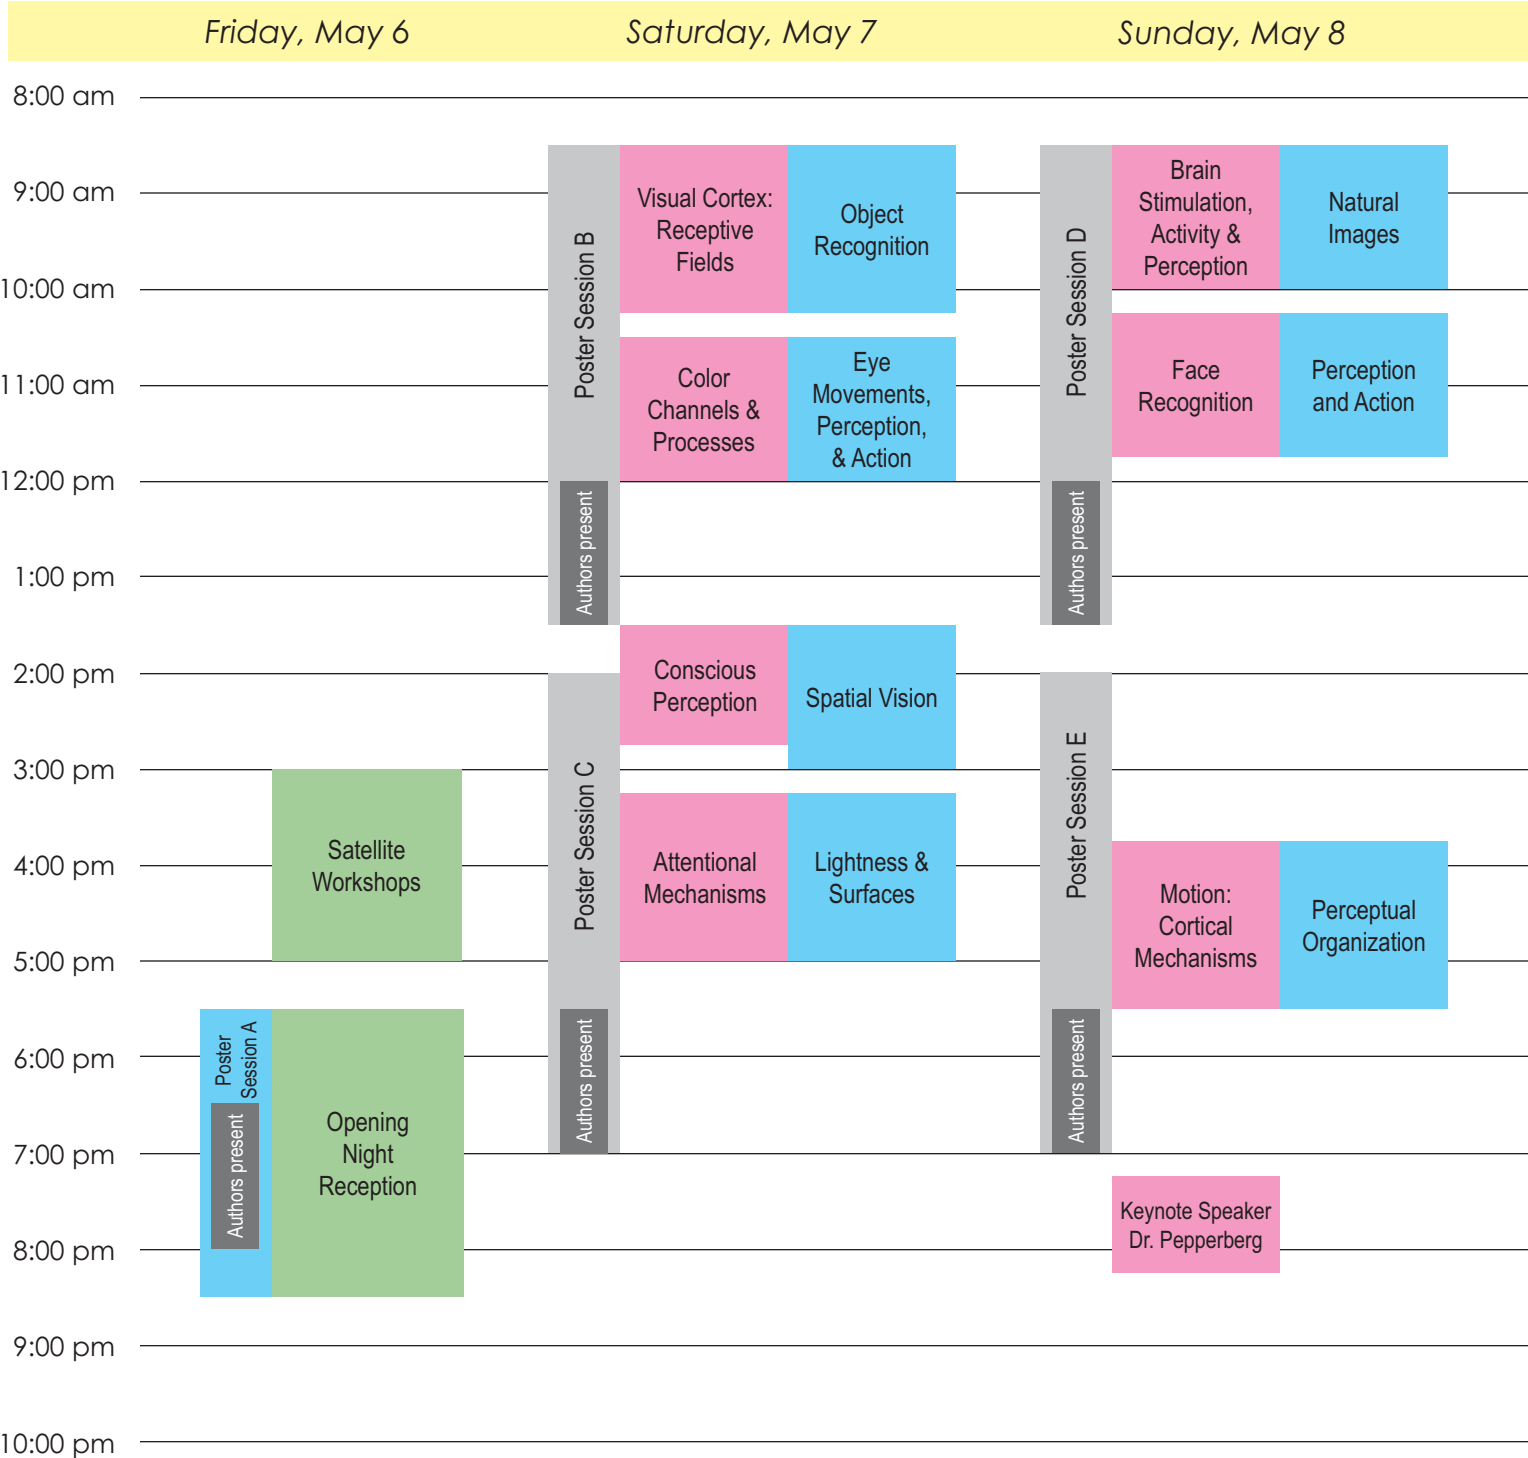 Friday, May 6
Saturday, May 7
Sunday, May 8
8:00 am
9:00 am
10:00 am
11:00 am
12:00 pm
1:00 pm
2:00 pm
3:00 pm
4:00 pm
5:00 pm
6:00 pm
7:00 pm
8:00 pm
9:00 pm
10:00 pm
Satellite
Workshops
Poster
Session A
Authors present
Opening
Night
Reception
Poster Session B
Authors present
Visual Cortex:
Receptive
Fields
Object
Recognition
Color
Channels &
Processes
Eye
Movements,
Perception,
& Action
Poster Session C
Authors present
Conscious
Perception
Spatial Vision
Attentional
Mechanisms
Lightness &
Surfaces
Poster Session D
Authors present
Brain
Stimulation,
Activity &
Perception
Natural
Images
Face
Recognition
Perception
and Action
Poster Session E
Authors present
Motion:
Cortical
Mechanisms
Perceptual
Organization
Keynote Speaker
Dr. Pepperberg